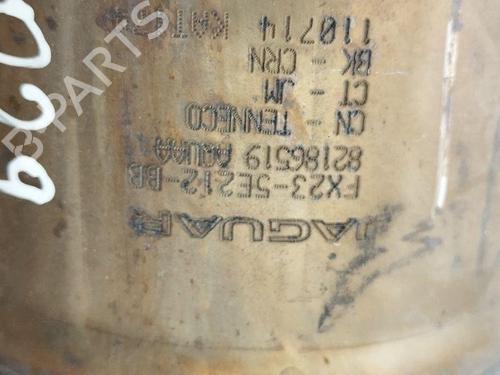 JAGUAR
FX23-5E212-BB
82186519 AGUAA
CN - TENNECO
CT - JM
BK - CRN
110714